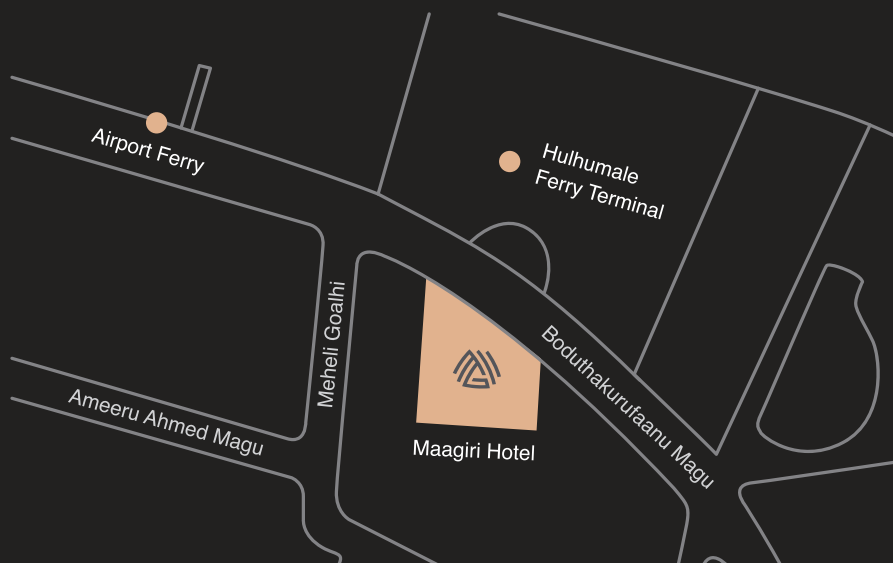 Airport Ferry
Hulhumale
Ferry Terminal
Meheli Goalhi
Boduthakurufaanu Magu
Ameeru Ahmed Magu
Maagiri Hotel